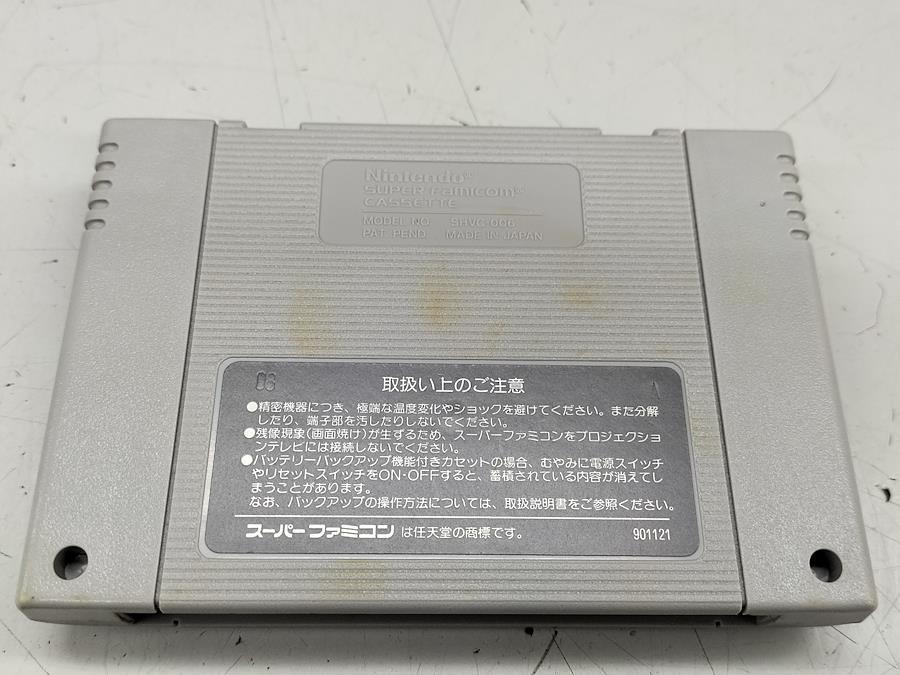 Nintendo®
SUPER Famicom™
CASSETTE
MODEL NO. SHVC-006
PAT. PEND. MADE IN JAPAN
取扱い上のご注意
●精密機器につき、極端な温度変化やショックを避けてください。また分解
したり、端子部を汚したりしないでください。
●残像現象(画面焼け)が生ずるため、スーパーファミコンをプロジェクショ
ンテレビには接続しないでください。
●バッテリーバックアップ機能付きカセットの場合、むやみに電源スイッチ
やリセットスイッチをON・OFFすると、蓄積されている内容が消えてし
まうことがあります。
なお、バックアップの操作方法については、取扱説明書をご参照ください。
スーパーファミコン は任天堂の商標です。 901121